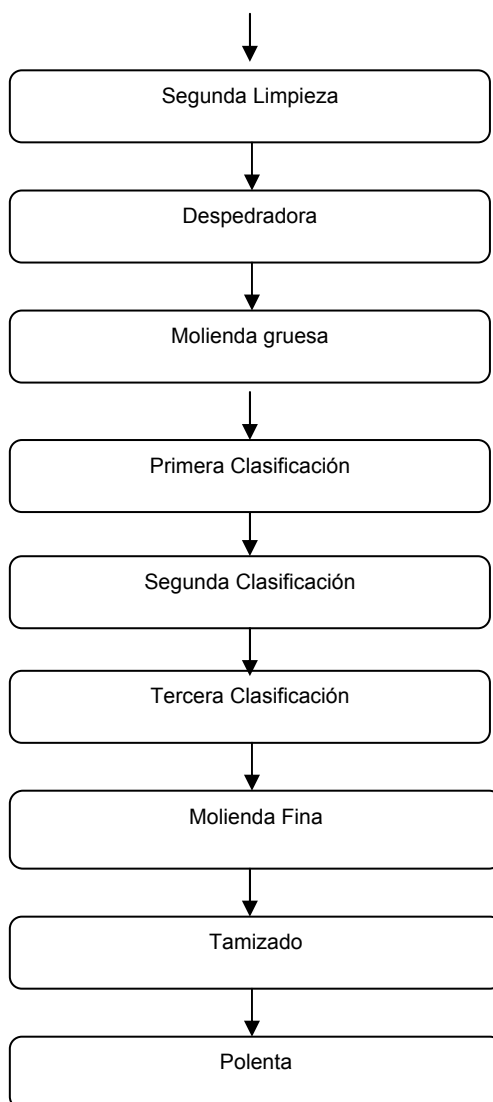 Segunda Limpieza
Despedradora
Molienda gruesa
Primera Clasificación
Segunda Clasificación
Tercera Clasificación
Molienda Fina
Tamizado
Polenta